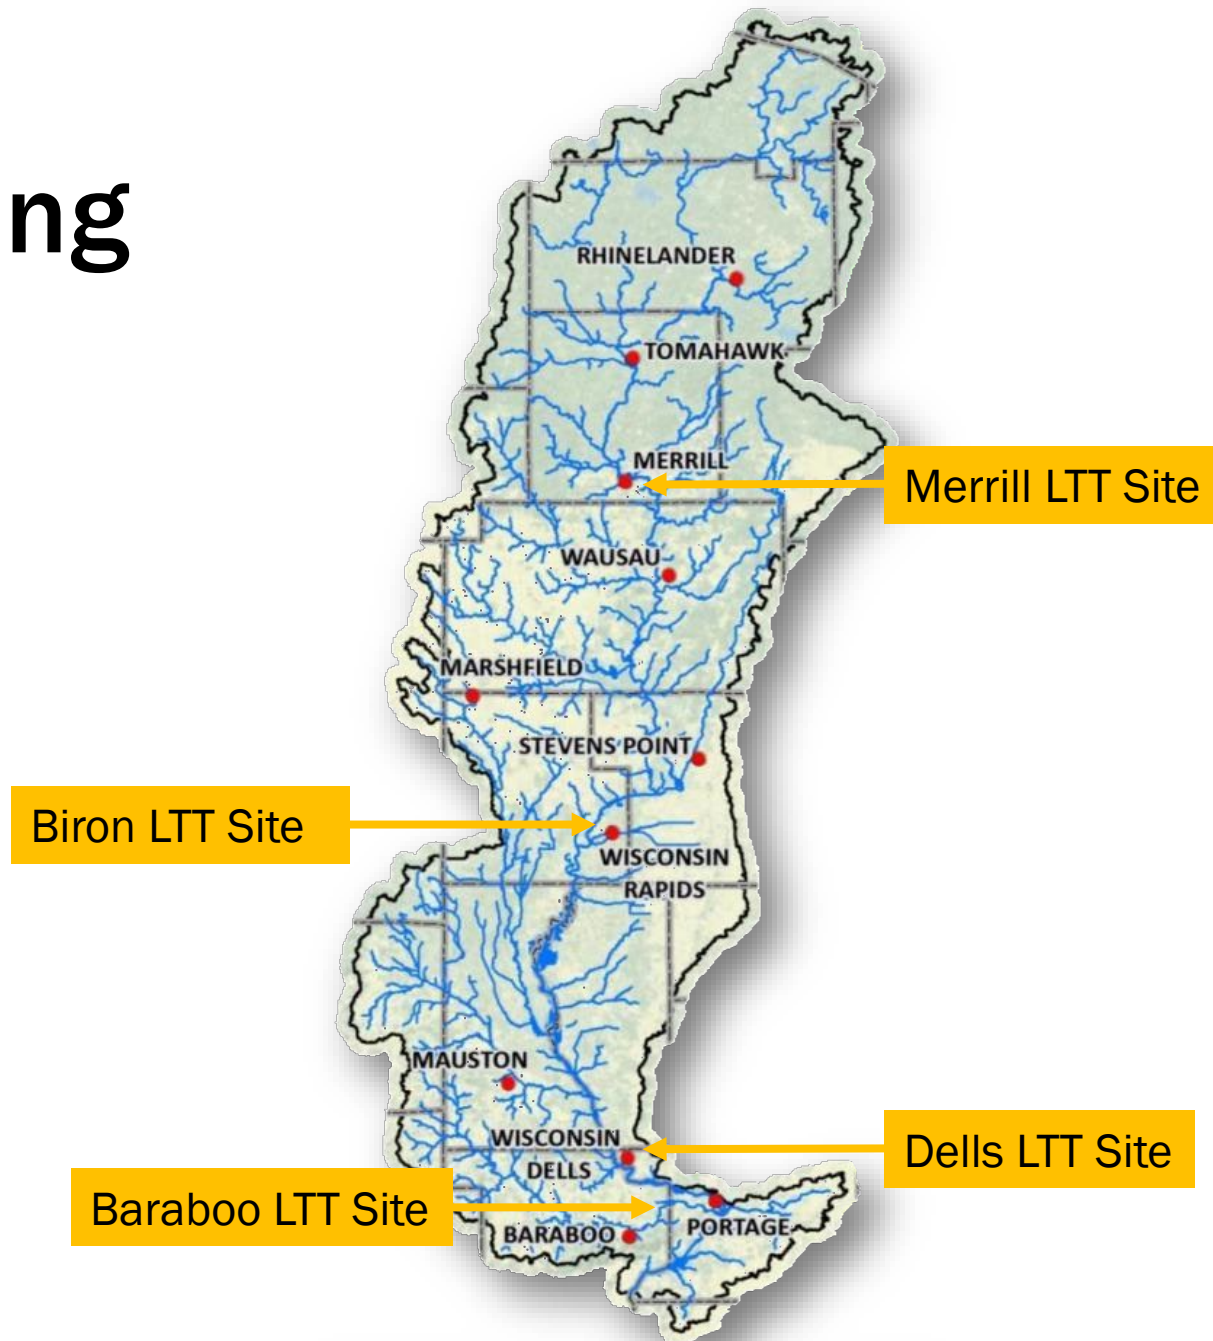 ng
RHINELANDER
TOMAHAWK
MERRILL
Merrill LTT Site
WAUSAU
MARSHFIELD
STEVENS POINT
Biron LTT Site
WISCONSIN
RAPIDS
MAUSTON
WISCONSIN
DELLS
Dells LTT Site
Baraboo LTT Site
PORTAGE
BARABOO